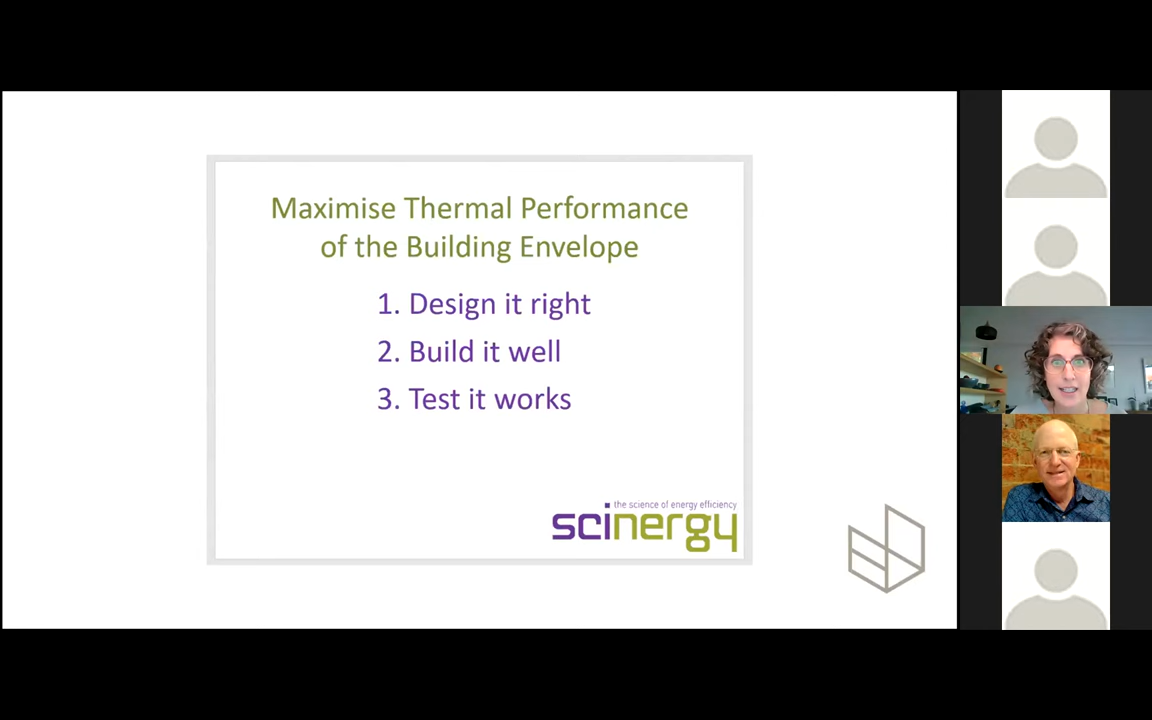 Maximise Thermal Performance
of the Building Envelope
1. Design it right
2. Build it well
3. Test it works
the science of energy efficiency
scinergy